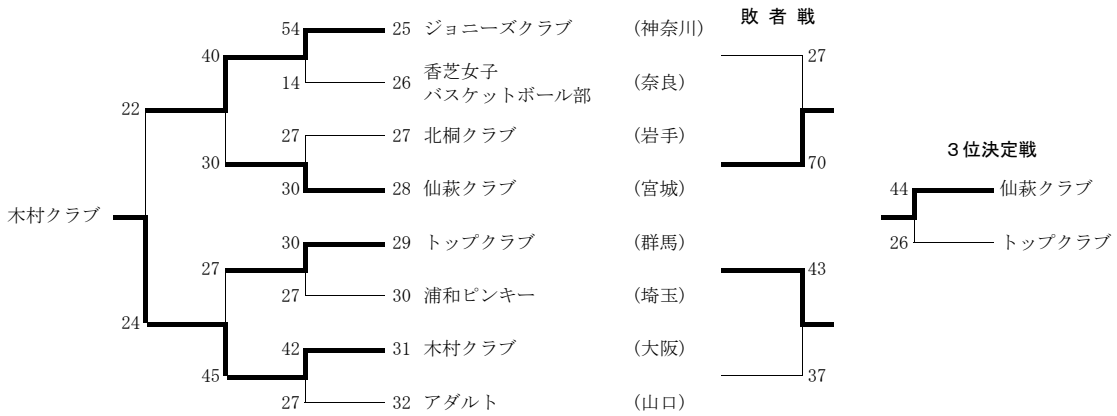 敗 者 戦
54 25 ジョニーズクラブ (神奈川)
27
40
14 26 香芝女子
バスケットボール部 (奈良)
22
27 27 北桐クラブ (岩手)
3位決定戦
30
70
30 28 仙萩クラブ (宮城)
44 仙萩クラブ
木村クラブ
30 29 トップクラブ (群馬)
26 トップクラブ
27
43
27 30 浦和ピンキー (埼玉)
24
42 31 木村クラブ (大阪)
45
37
27 32 アダルト (山口)